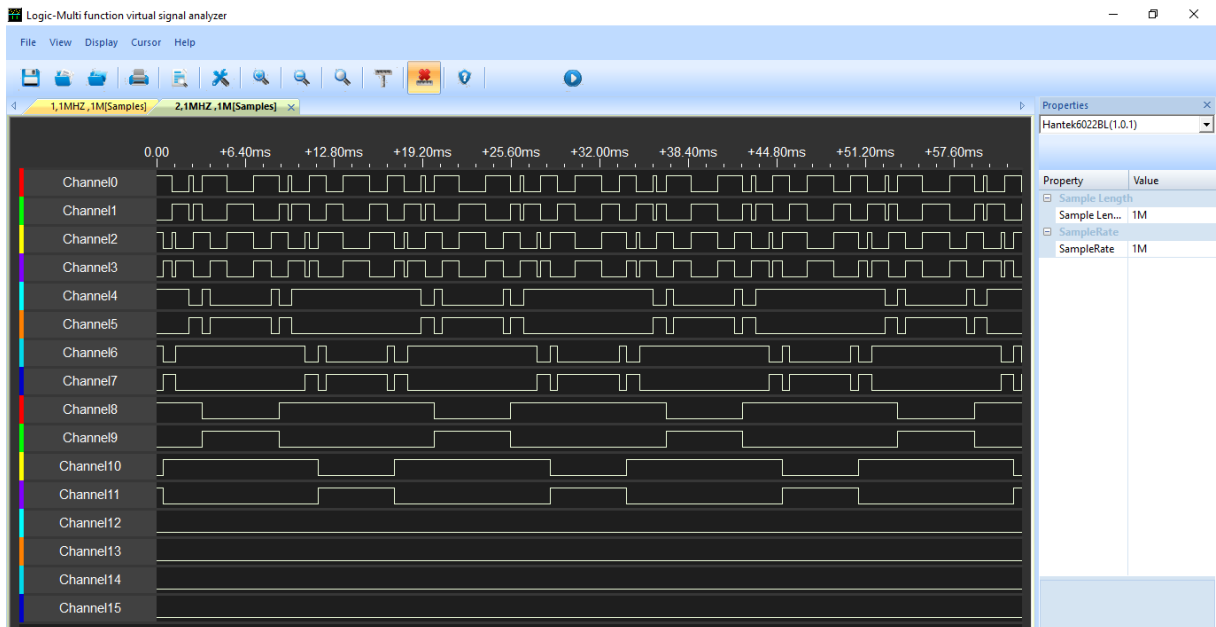 Logic-Multi function virtual signal analyzer
File View Display Cursor Help
1,1MHZ ,1M[Samples] 2,1MHZ ,1M[Samples]
Properties
Hantek6022BL(1.0.1)
0.00 +6.40ms +12.80ms +19.20ms +25.60ms +32.00ms +38.40ms +44.80ms +51.20ms +57.60ms
Channel0
Channel1
Channel2
Channel3
Channel4
Channel5
Channel6
Channel7
Channel8
Channel9
Channel10
Channel11
Channel12
Channel13
Channel14
Channel15
Property Value
Sample Length
Sample Len... 1M
SampleRate
SampleRate 1M